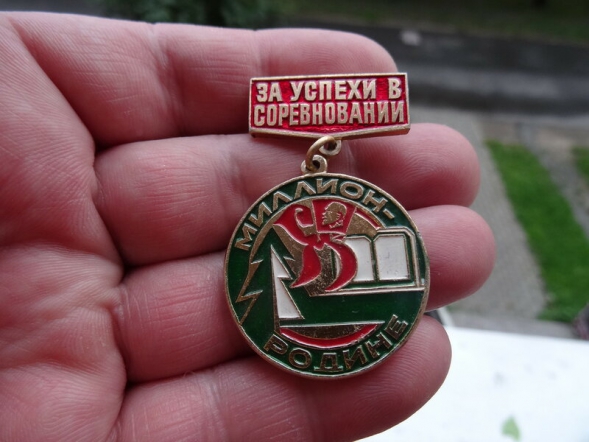 ЗА УСПЕХИ В
СОРЕВНОВАНИИ
МИЛЛИОН-
РОДИНЕ